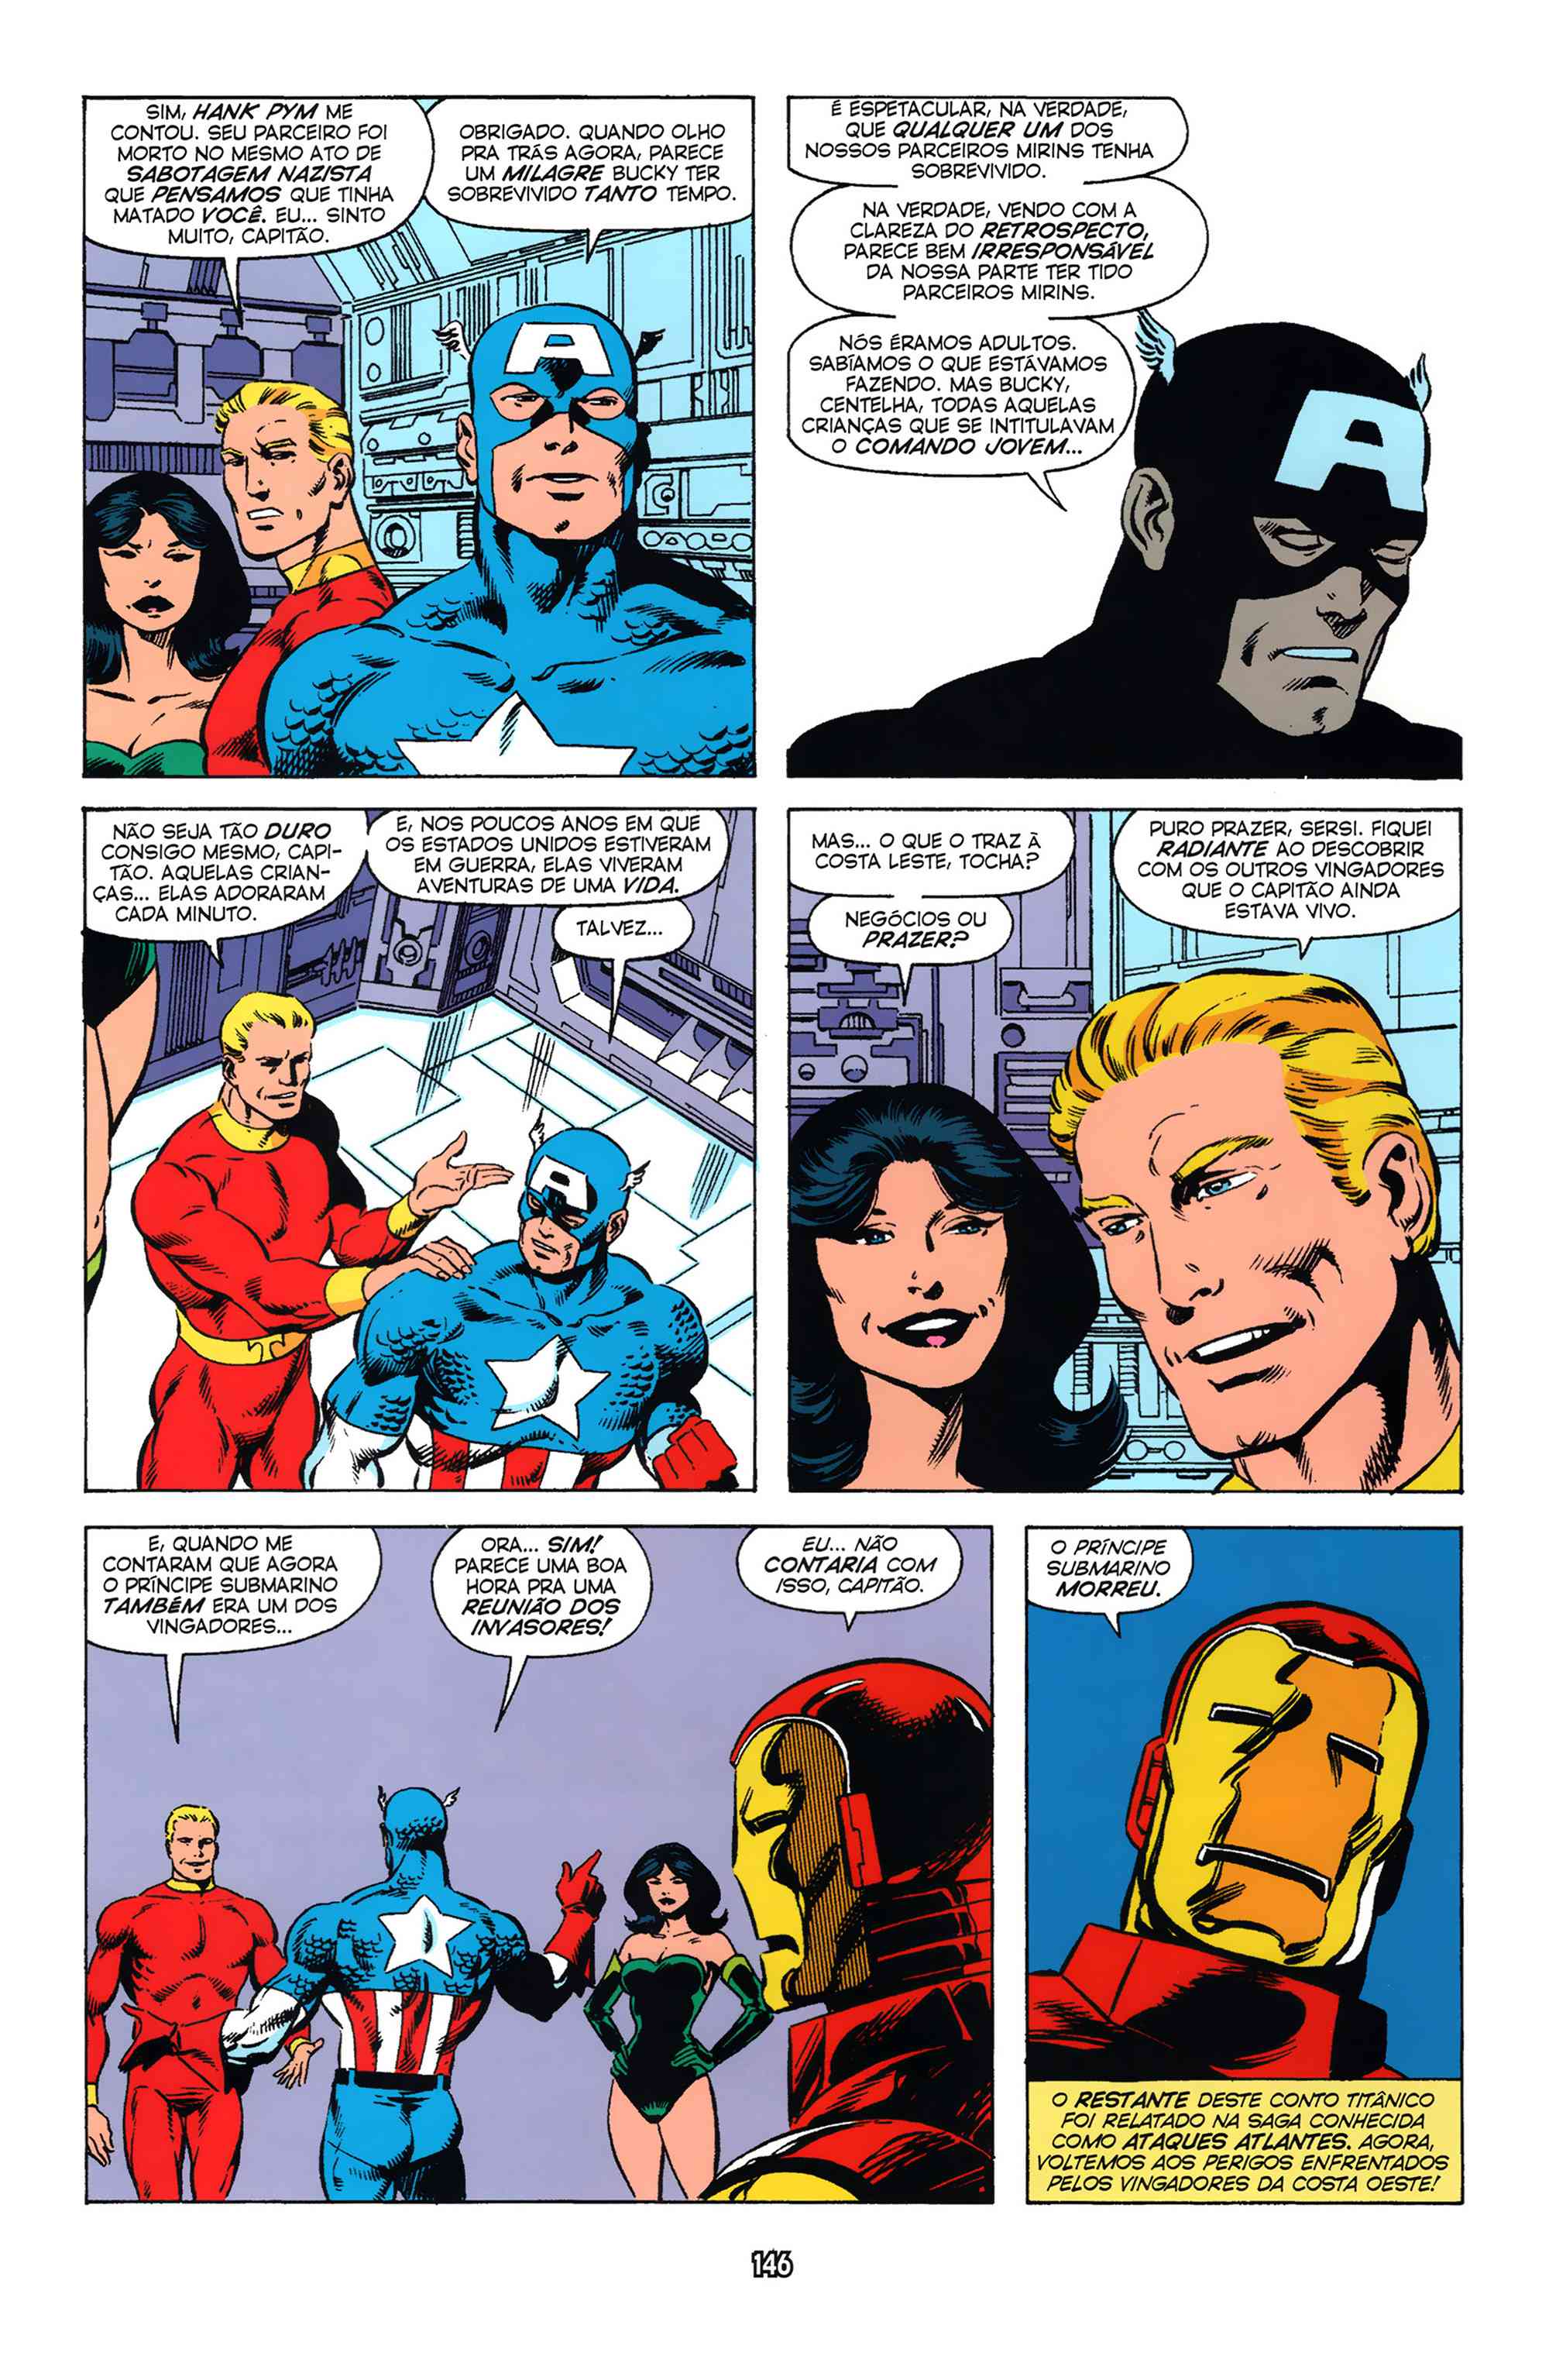 SIM, HANK PYM ME
CONTOU. SEU PARCEIRO FOI
MORTO NO MESMO ATO DE
SABOTAGEM NAZISTA
QUE PENSAMOS QUE TINHA
MATADO VOCÊ. EU... SINTO
MUITO, CAPITÃO.
OBRIGADO. QUANDO OLHO
PRA TRÁS AGORA, PARECE
UM MILAGRE BUCKY TER
SOBREVIVIDO TANTO TEMPO.
É ESPETACULAR, NA VERDADE,
QUE QUALQUER UM DOS
NOSSOS PARCEIROS MIRINS TENHA
SOBREVIVIDO.
NA VERDADE, VENDO COM A
CLAREZA DO RETROSPECTO,
PARECE BEM IRRESPONSÁVEL
DA NOSSA PARTE TER TIDO
PARCEIROS MIRINS.
NÓS ÉRAMOS ADULTOS.
SABÍAMOS O QUE ESTÁVAMOS
FAZENDO. MAS BUCKY,
CENTELHA, TODAS AQUELAS
CRIANÇAS QUE SE INTITULAVAM
O COMANDO JOVEM...
A
A
NÃO SEJA TÃO DURO
CONSIGO MESMO, CAPI-
TÃO. AQUELAS CRIAN-
ÇAS... ELAS ADORARAM
CADA MINUTO.
E, NOS POUCOS ANOS EM QUE
OS ESTADOS UNIDOS ESTIVERAM
EM GUERRA, ELAS VIVERAM
AVENTURAS DE UMA VIDA.
TALVEZ...
A
MAS... O QUE O TRAZ À
COSTA LESTE, TOCHA?
NEGÓCIOS OU
PRAZER?
PURO PRAZER, SERSI. FIQUEI
RADIANTE AO DESCOBRIR
COM OS OUTROS VINGADORES
QUE O CAPITÃO AINDA
ESTAVA VIVO.
E, QUANDO ME
CONTARAM QUE AGORA
O PRÍNCIPE SUBMARINO
TAMBÉM ERA UM DOS
VINGADORES...
ORA... SIM!
PARECE UMA BOA
HORA PRA UMA
REUNIÃO DOS
INVASORES!
EU... NÃO
CONTARIA COM
ISSO, CAPITÃO.
O PRÍNCIPE
SUBMARINO
MORREU.
O RESTANTE DESTE CONTO TITÂNICO
FOI RELATADO NA SAGA CONHECIDA
COMO ATAQUES ATLANTES. AGORA,
VOLTEMOS AOS PERIGOS ENFRENTADOS
PELOS VINGADORES DA COSTA OESTE!
146